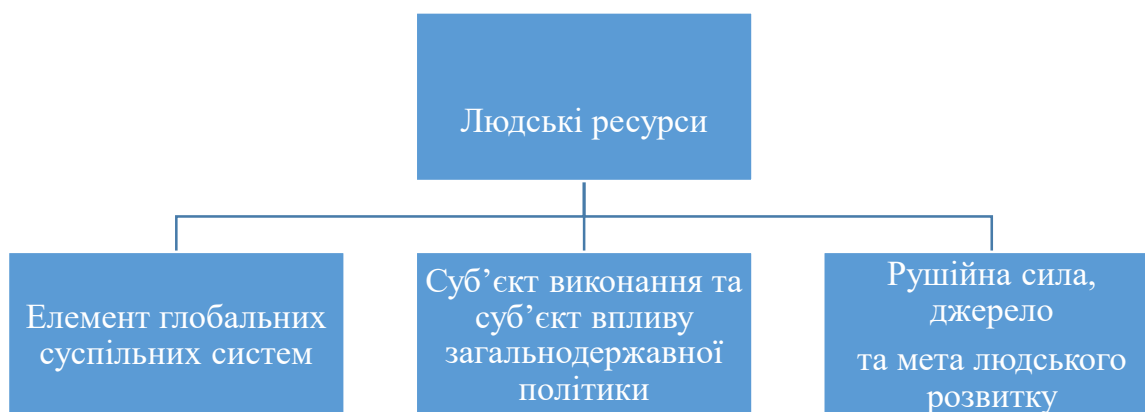 Людські ресурси
Елемент глобальних
суспільних систем
Суб’єкт виконання та
суб’єкт впливу
загальнодержавної
політики
Рушійна сила,
джерело
та мета людського
розвитку